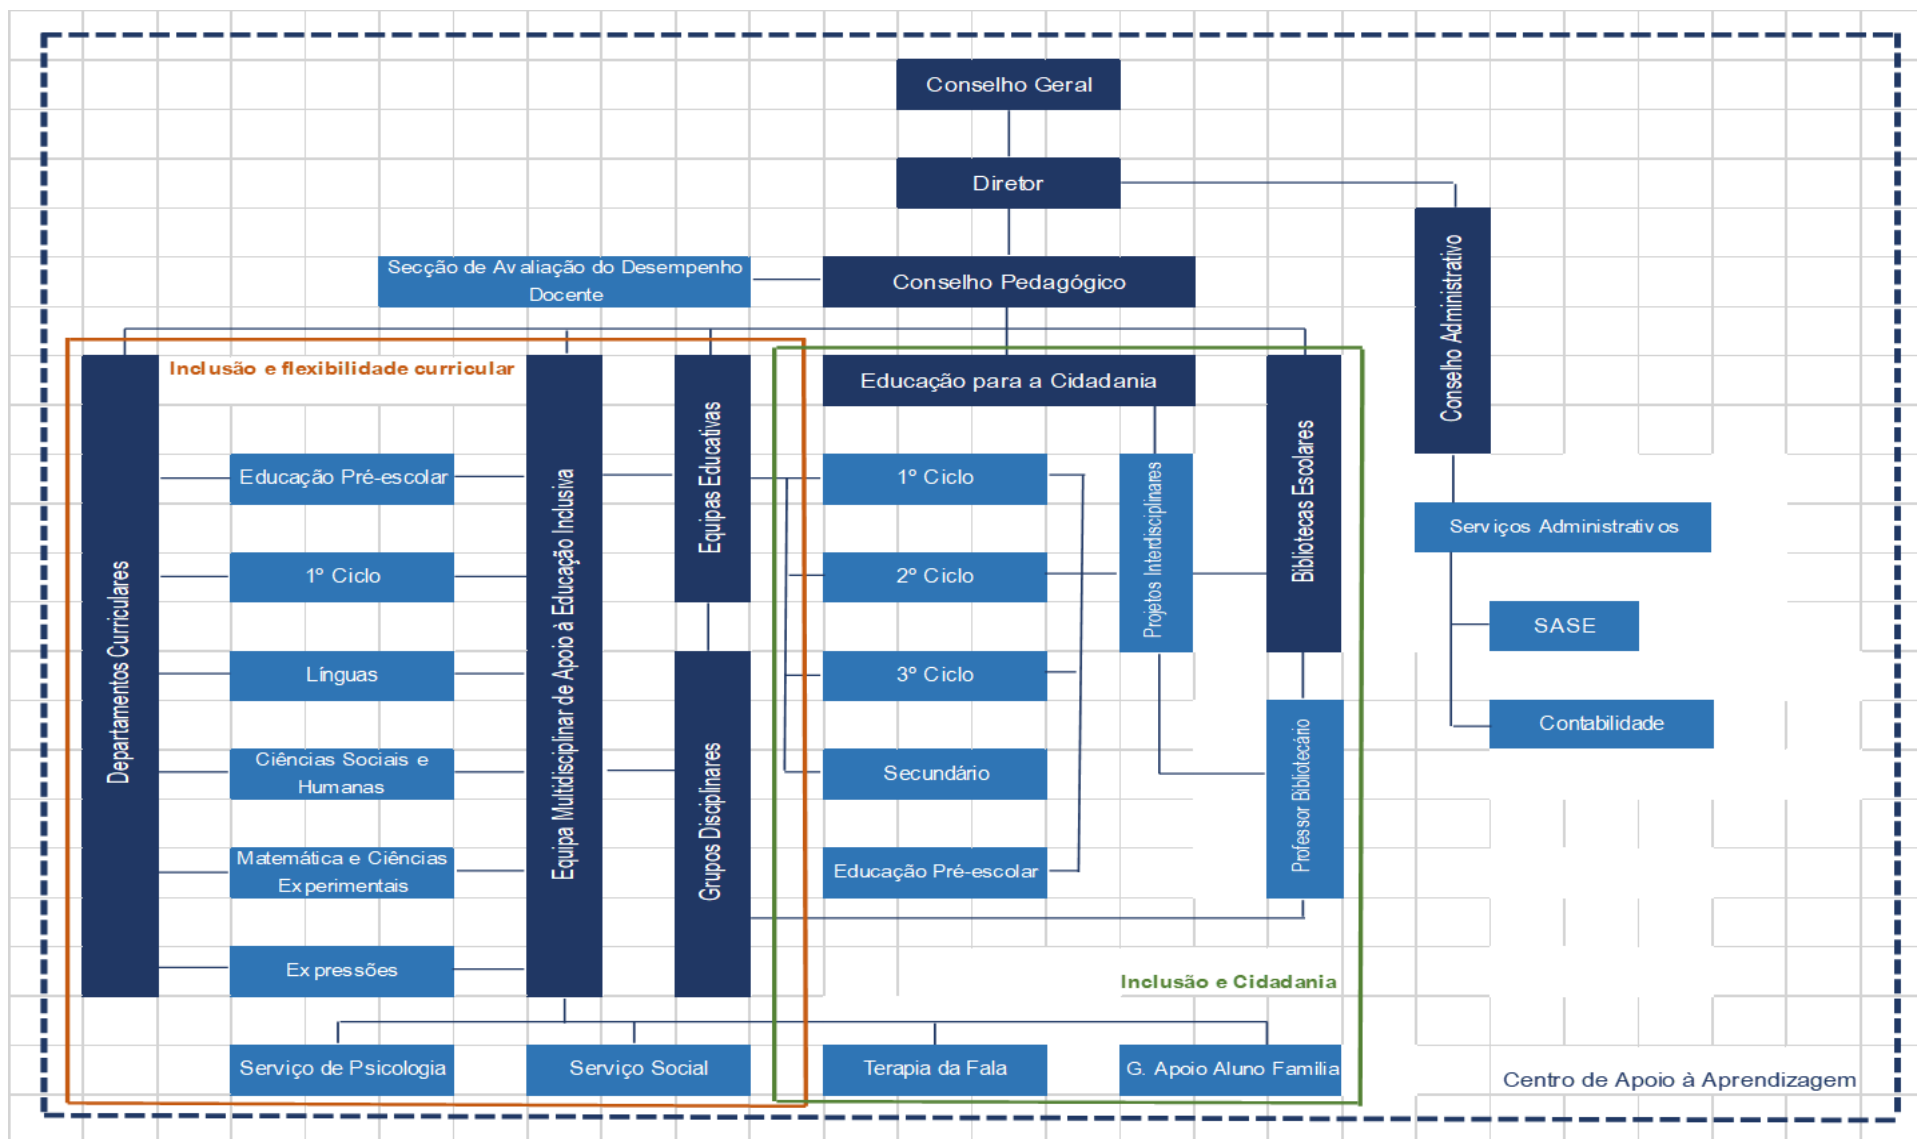 Conselho Geral
Diretor
Secção de Avaliação do Desempenho
Docente
Conselho Pedagógico
Conselho Administrativo
Inclusão e flexibilidade curricular
Departamentos Curriculares
Educação Pré-escolar
1º Ciclo
Línguas
Ciências Sociais e
Humanas
Matemática e Ciências
Experimentais
Expressões
Equipa Multidisciplinar de Apoio à Educação Inclusiva
Equipas Educativas
Grupos Disciplinares
Educação para a Cidadania
1º Ciclo
2º Ciclo
3º Ciclo
Secundário
Educação Pré-escolar
Projetos Interdisciplinares
Bibliotecas Escolares
Professor Bibliotecário
Inclusão e Cidadania
Serviços Administrativos
SASE
Contabilidade
Serviço de Psicologia
Serviço Social
Terapia da Fala
G. Apoio Aluno Família
Centro de Apoio à Aprendizagem